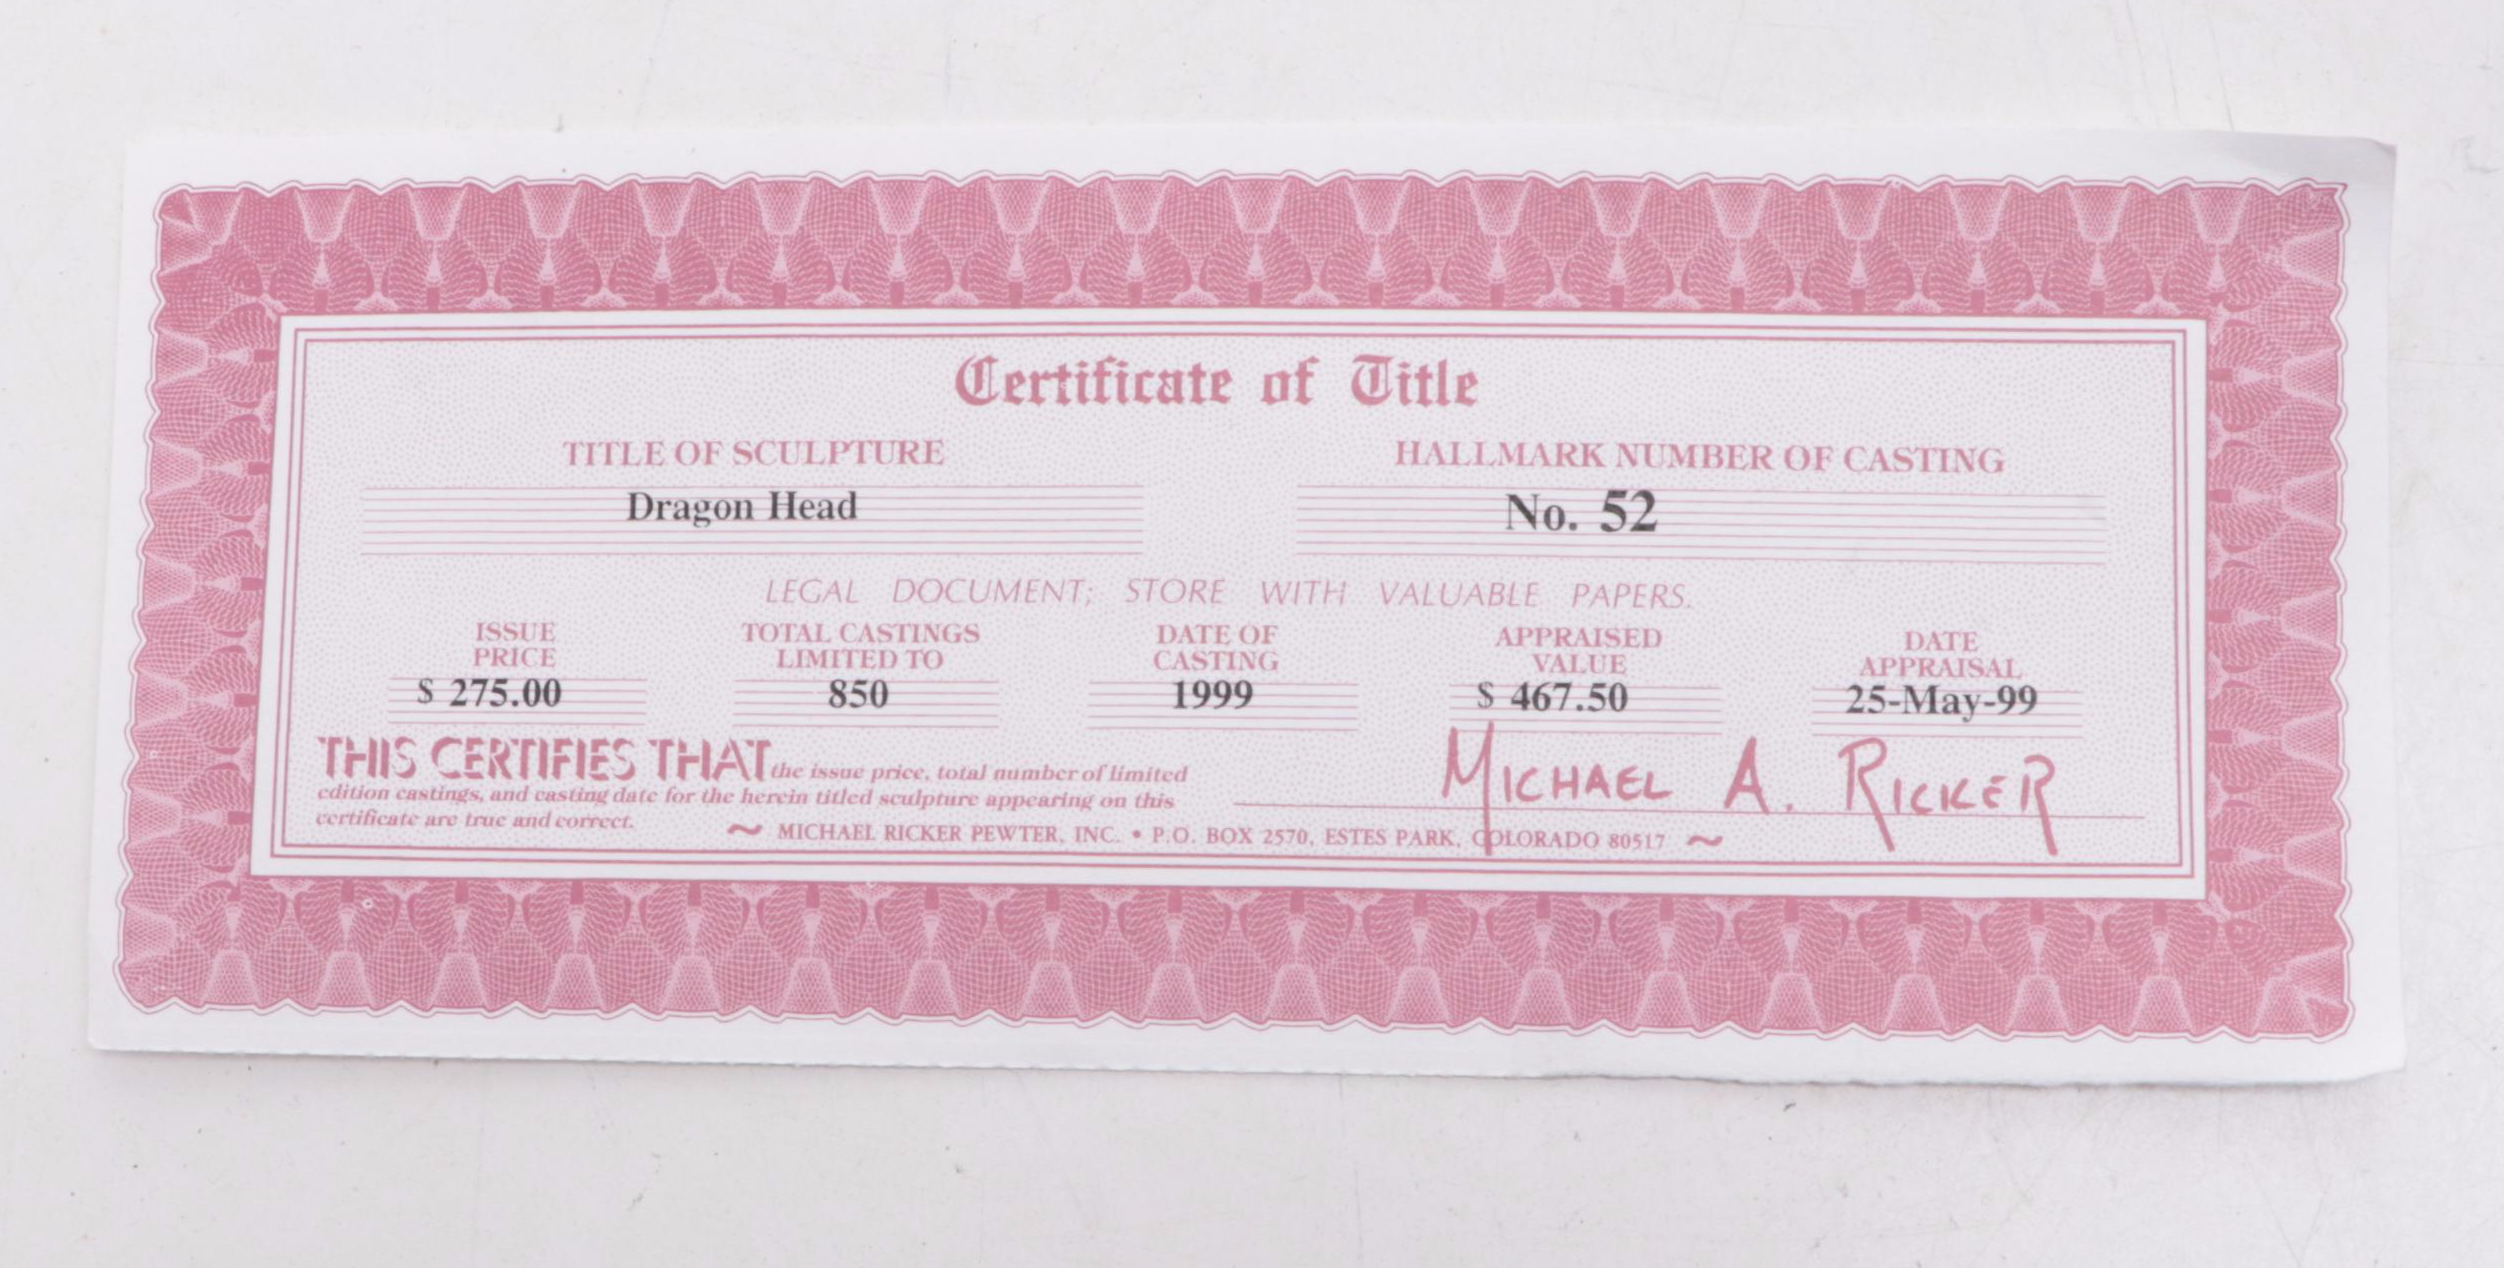 Certificate of Title
TITLE OF SCULPTURE
Dragon Head
HALLMARK NUMBER OF CASTING
No. 52
LEGAL DOCUMENT; STORE WITH VALUABLE PAPERS.
ISSUE
PRICE
$ 275.00
TOTAL CASTINGS
LIMITED TO
850
DATE OF
CASTING
1999
APPRAISED
VALUE
$ 467.50
DATE
APPRAISAL
25-May-99
THIS CERTIFIES THAT the issue price, total number of limited
edition castings, and casting date for the herein titled sculpture appearing on this
certificate are true and correct.
MICHAEL A. RICKER
~ MICHAEL RICKER PEWTER, INC. • P.O. BOX 2570, ESTES PARK, COLORADO 80517 ~